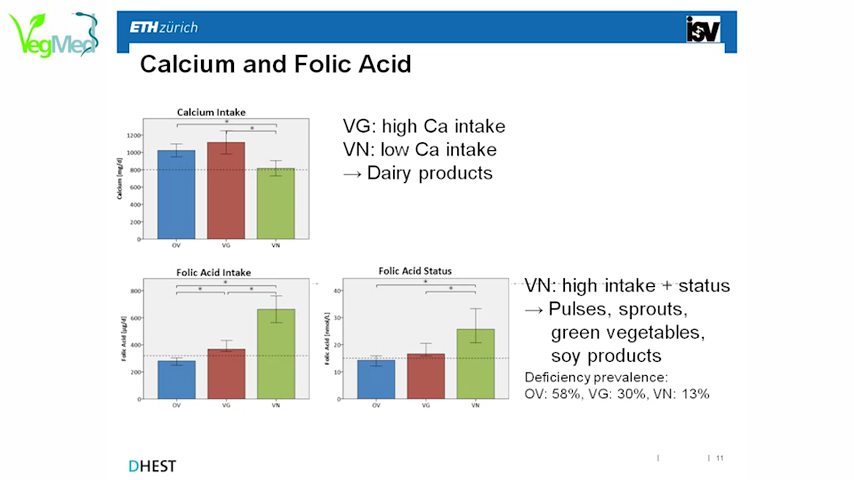 VegMed
ETH zürich
isv
Calcium and Folic Acid
Calcium Intake
Calcium [mg/d]
1200
1000
800
600
400
200
0
OV VG VN
* *
VG: high Ca intake
VN: low Ca intake
→ Dairy products
Folic Acid Intake
Folic Acid [µg/d]
800
600
400
200
0
OV VG VN
* * *
Folic Acid Status
Folic Acid [nmol/L]
40
30
20
10
0
OV VG VN
* *
VN: high intake + status
→ Pulses, sprouts,
green vegetables,
soy products
Deficiency prevalence:
OV: 58%, VG: 30%, VN: 13%
DHEST
| | 11